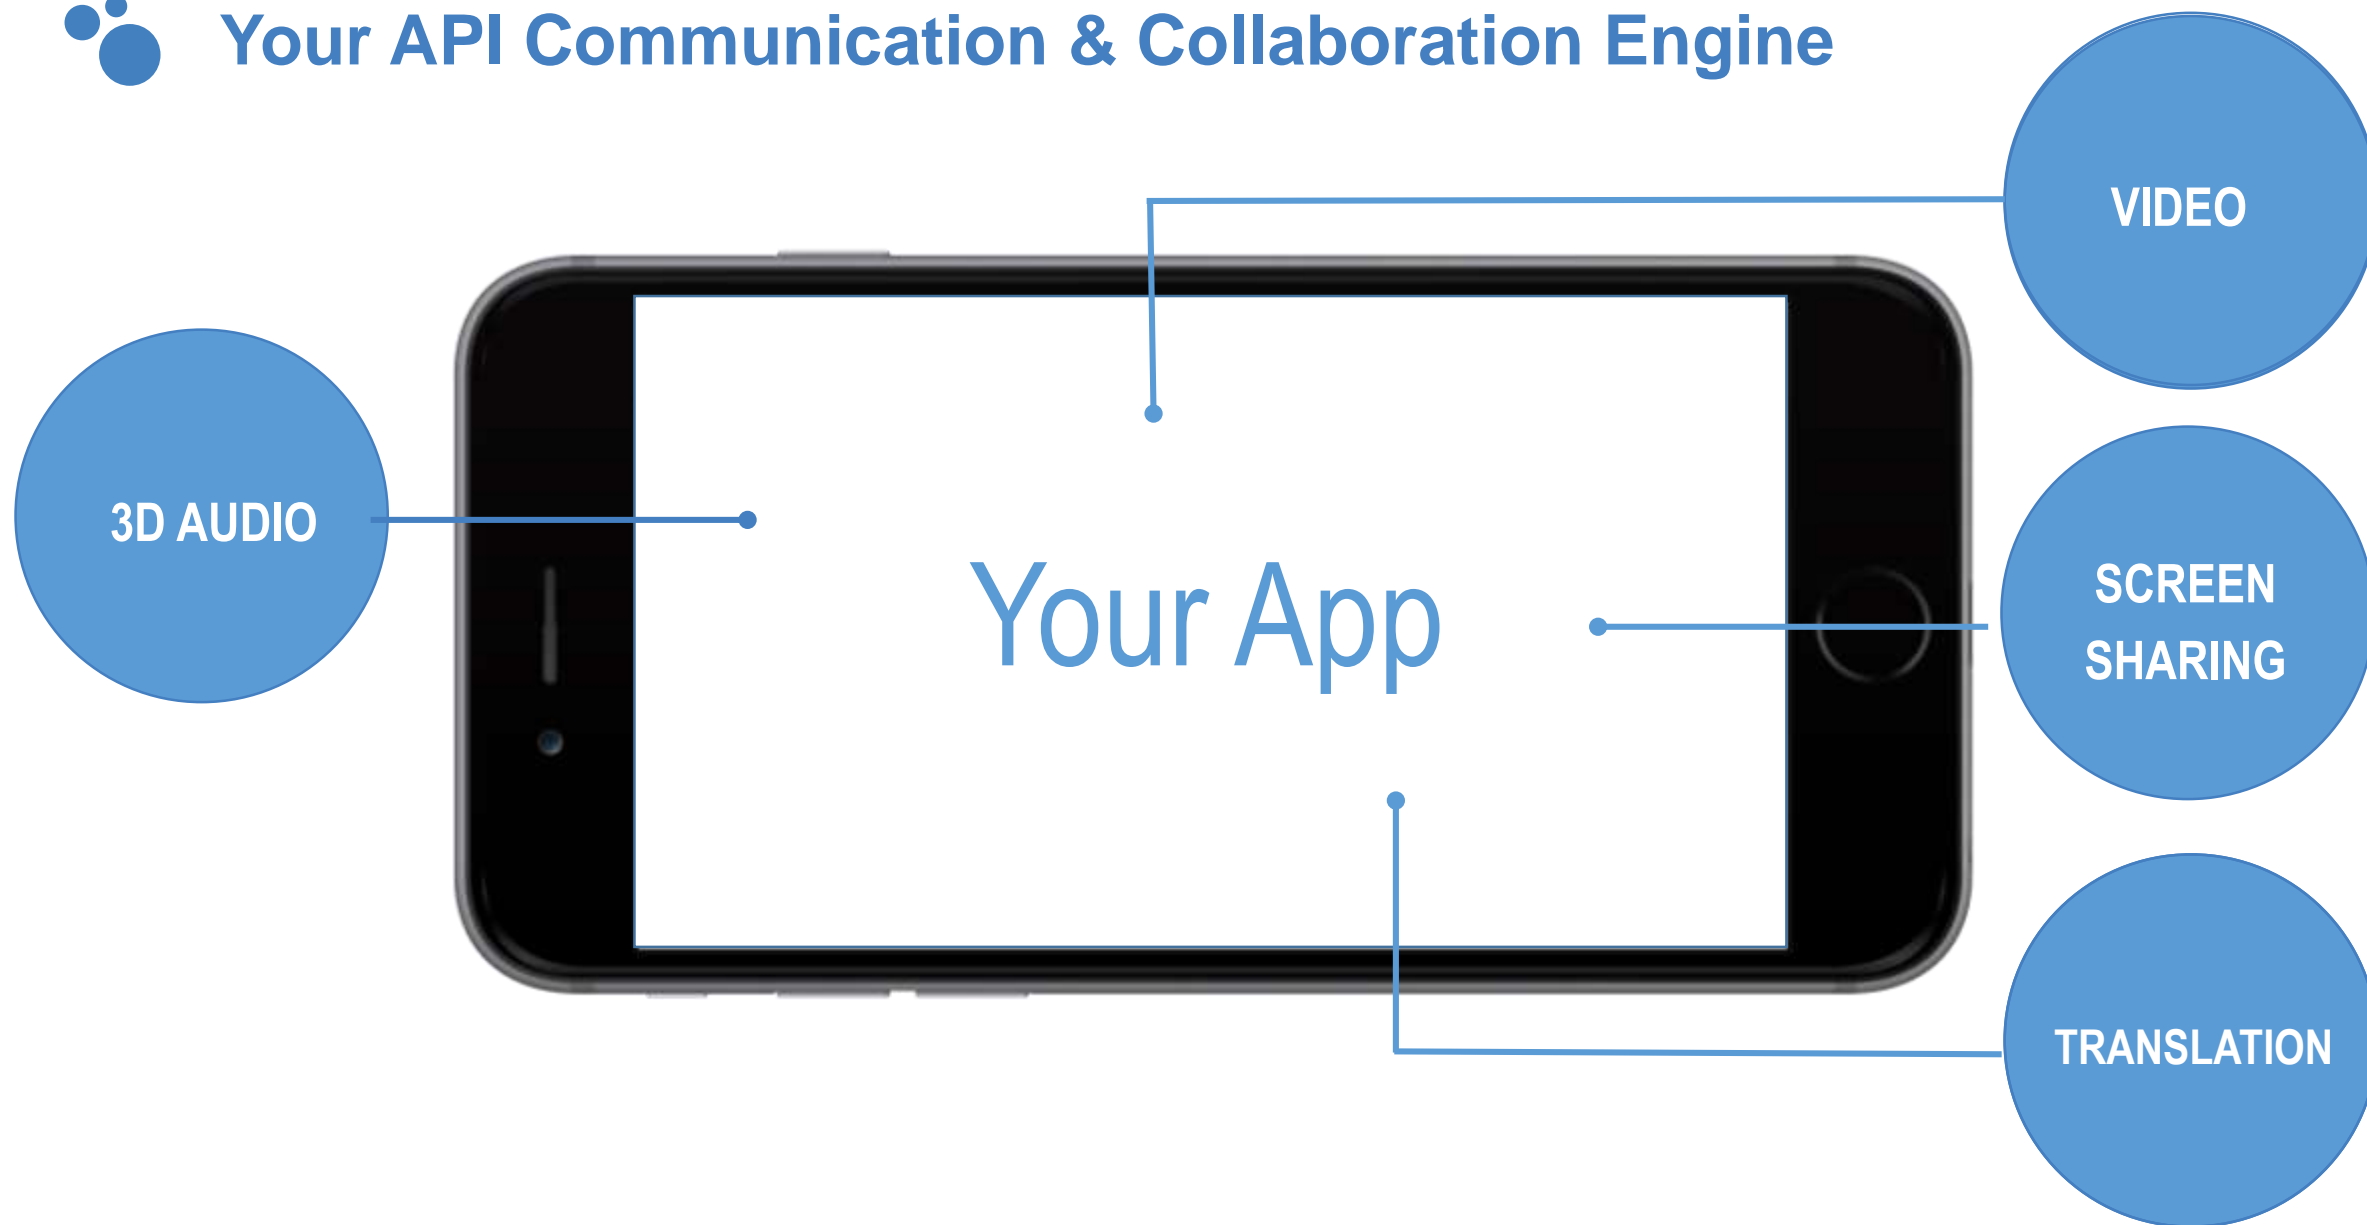 Your API Communication & Collaboration Engine
VIDEO
3D AUDIO
Your App
SCREEN
SHARING
TRANSLATION